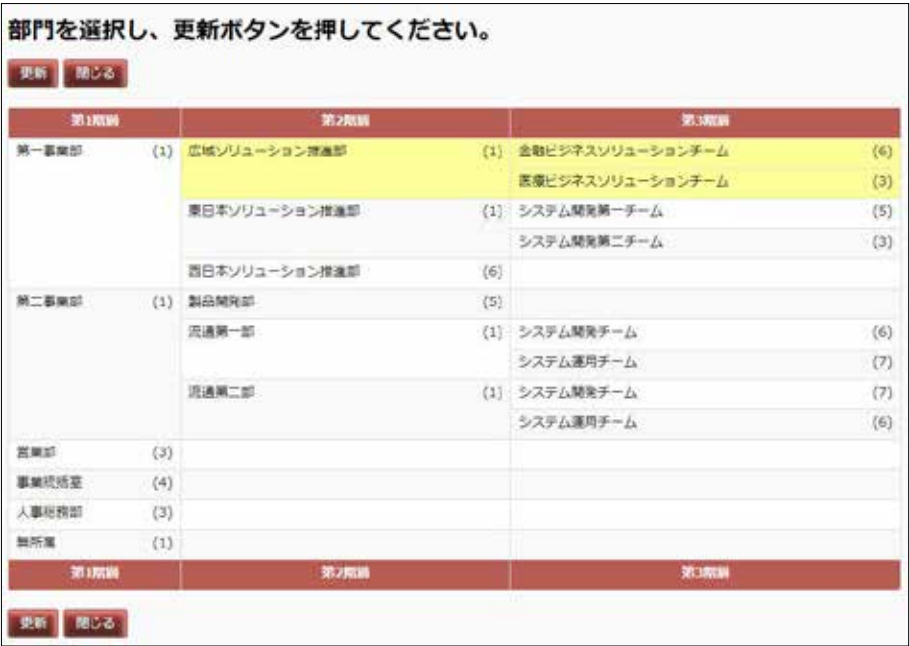 部門を選択し、更新ボタンを押してください。
更新 閉じる
第1階層 第2階層 第3階層
第一事業部 (1) 広域ソリューション推進部 (1) 金融ビジネスソリューションチーム (6)
医療ビジネスソリューションチーム (3)
東日本ソリューション推進部 (1) システム開発第一チーム (5)
システム開発第二チーム (3)
西日本ソリューション推進部 (6)
第二事業部 (1) 製品開発部 (5)
流通第一部 (1) システム開発チーム (6)
システム運用チーム (7)
流通第二部 (1) システム開発チーム (7)
システム運用チーム (6)
営業部 (3)
事業統括室 (4)
人事総務部 (3)
無所属 (1)
第1階層 第2階層 第3階層
更新 閉じる